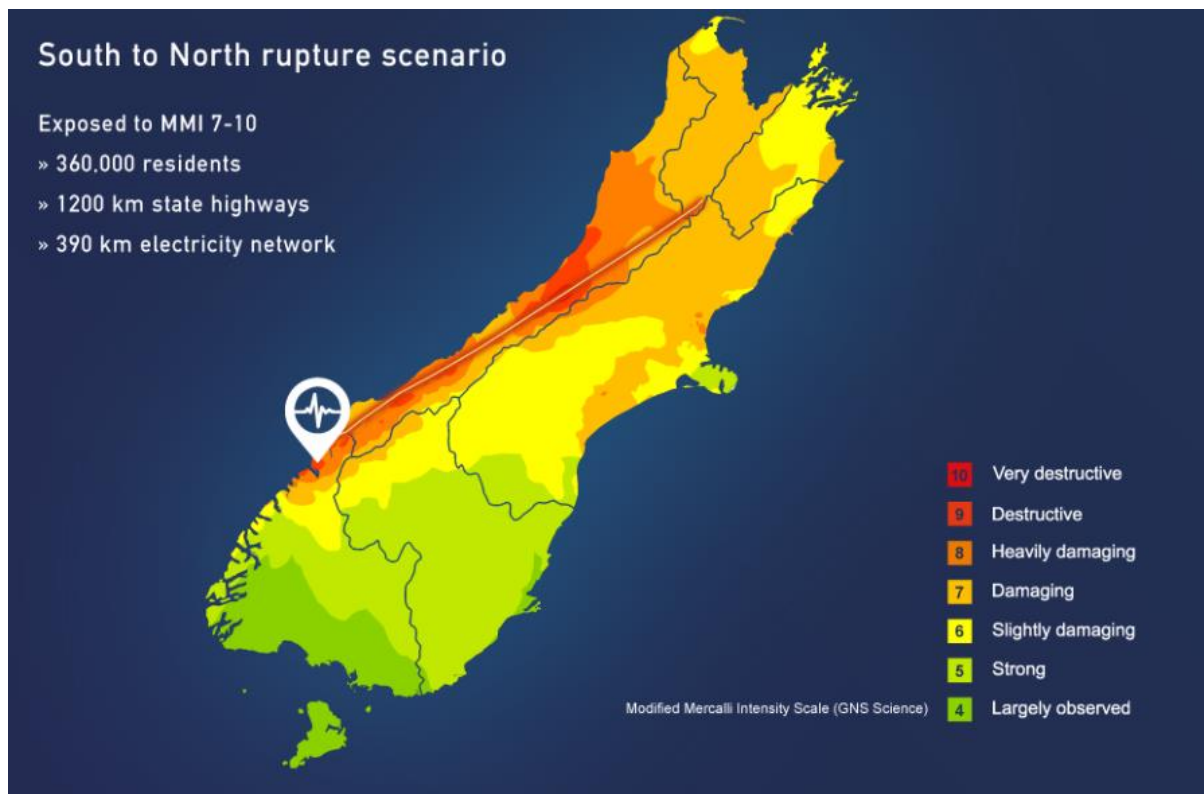 South to North rupture scenario
Exposed to MMI 7-10
» 360,000 residents
» 1200 km state highways
» 390 km electricity network
10 Very destructive
9 Destructive
8 Heavily damaging
7 Damaging
6 Slightly damaging
5 Strong
Modified Mercalli Intensity Scale (GNS Science) 4 Largely observed